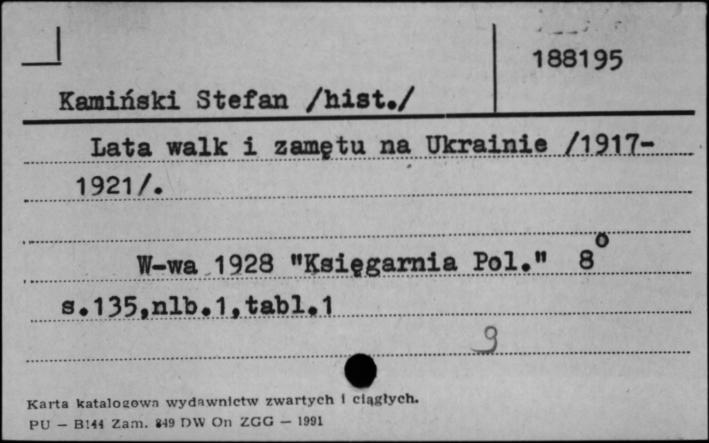 188195
Kamiński Stefan /hist./
Lata walk i zamętu na Ukrainie /1917-
1921/.
W-wa 1928 "Księgarnia Pol." 8°
s.135,nlb.1,tabl.1
9
Karta katalogowa wydawnictw zwartych i ciągłych.
PU — B144 Zam. 849 DW On ZGG — 1991